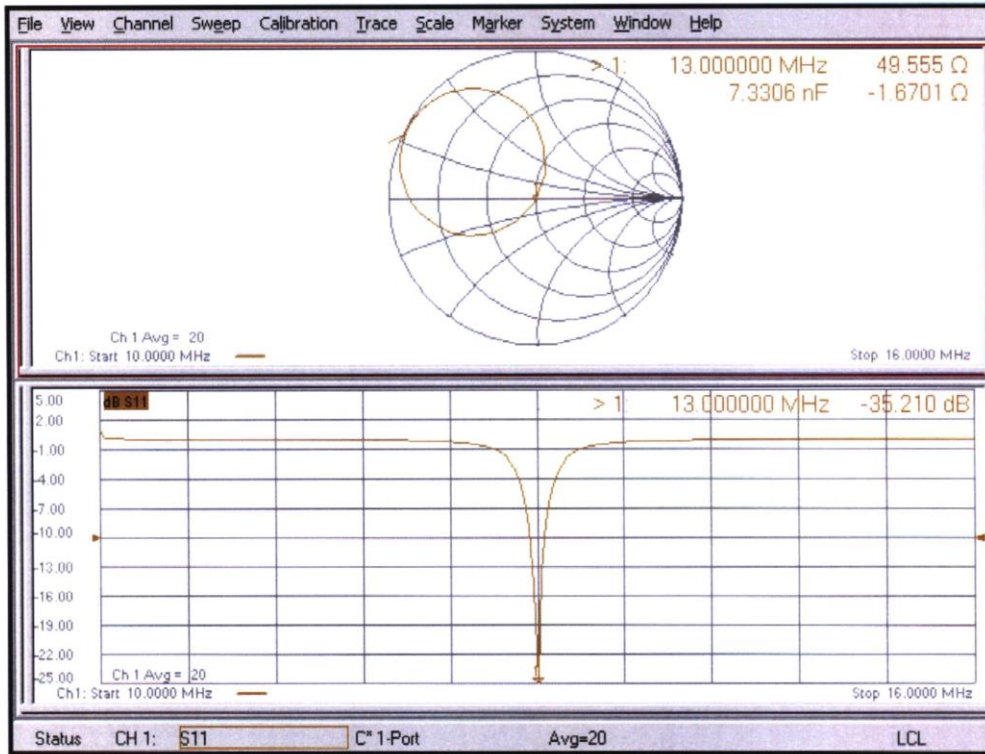 File View Channel Sweep Calibration Trace Scale Marker System Window Help
> 1: 13.000000 MHz 49.555 Ω
7.3306 nF -1.6701 Ω
Ch 1 Avg = 20
Ch1: Start 10.0000 MHz Stop 16.0000 MHz
5.00
dB S11
> 1: 13.000000 MHz -35.210 dB
2.00
-1.00
-4.00
-7.00
-10.00
-13.00
-16.00
-19.00
-22.00
-25.00
Ch 1 Avg = 20
Ch1: Start 10.0000 MHz Stop 16.0000 MHz
Status CH 1: S11 C* 1-Port Avg=20 LCL